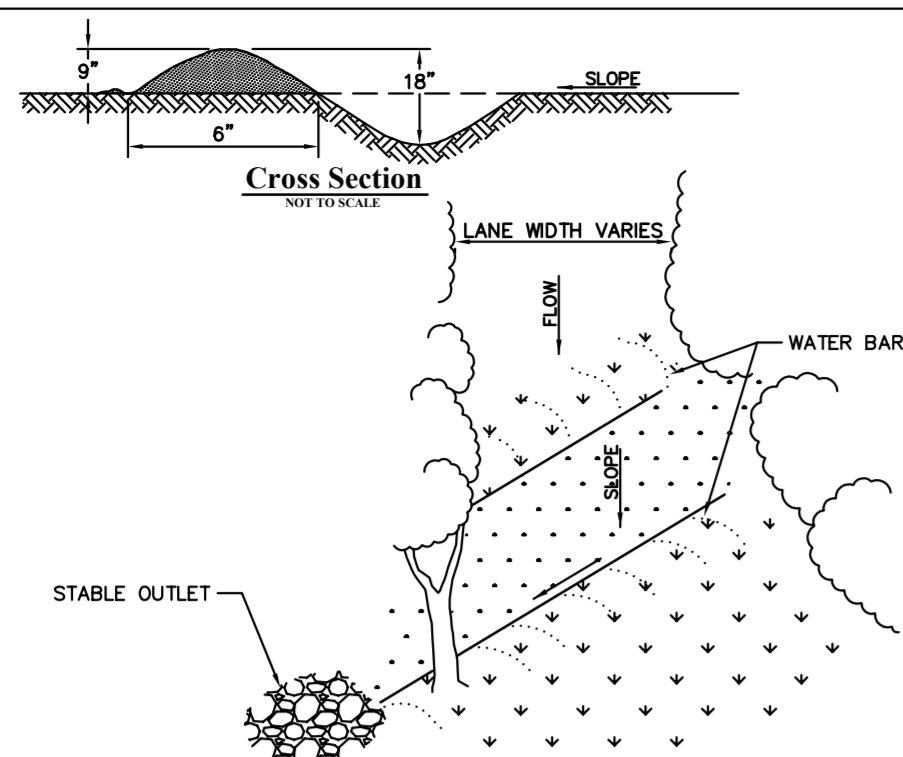 9"
18"
SLOPE
6"
Cross Section
NOT TO SCALE
LANE WIDTH VARIES
FLOW
WATER BAR
SLOPE
STABLE OUTLET